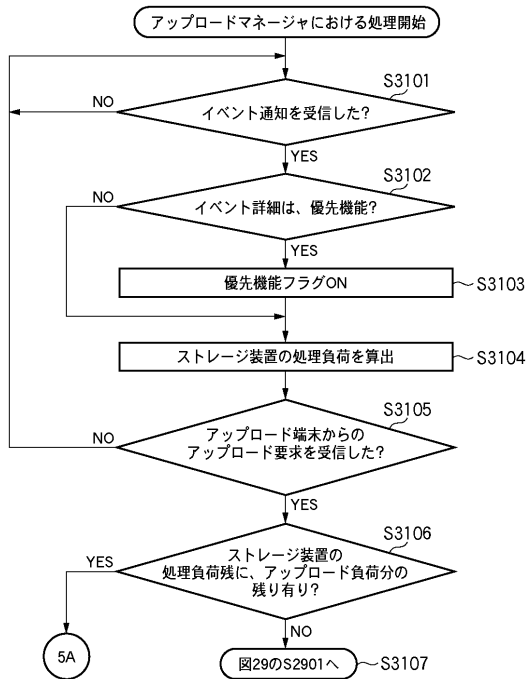 アップロードマネージャにおける処理開始
S3101
NO
イベント通知を受信した?
YES
S3102
NO
イベント詳細は、優先機能?
YES
優先機能フラグON
S3103
ストレージ装置の処理負荷を算出
S3104
S3105
NO
アップロード端末からの
アップロード要求を受信した?
YES
S3106
YES
ストレージ装置の
処理負荷残に、アップロード負荷分の
残り有り?
NO
5A
図29のS2901へ
S3107